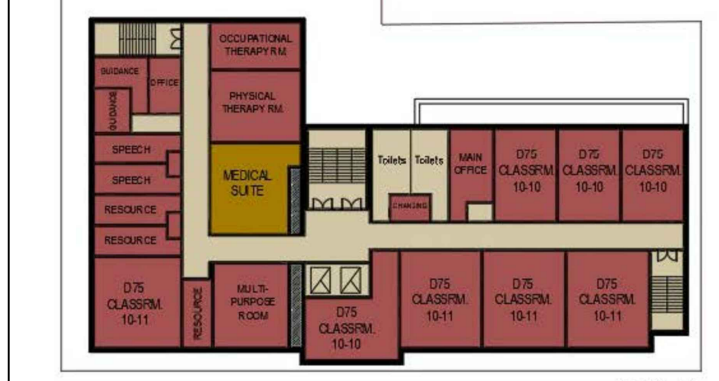 OCCUPATIONAL
THERAPY RM.
GUIDANCE
OFFICE
GUIDANCE
PHYSICAL
THERAPY RM.
SPEECH
SPEECH
RESOURCE
RESOURCE
MEDICAL
SUITE
Toilets
Toilets
CHANGING
MAIN
OFFICE
D75
CLASSRM.
10-10
D75
CLASSRM.
10-10
D75
CLASSRM.
10-10
D75
CLASSRM.
10-11
RESOURCE
MULTI-
PURPOSE
ROOM
D75
CLASSRM.
10-10
D75
CLASSRM.
10-11
D75
CLASSRM.
10-11
D75
CLASSRM.
10-11